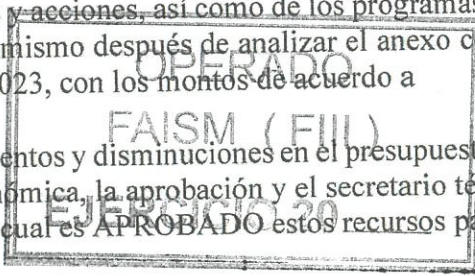 y acciones, así como de los programas
mismo después de analizar el anexo
OPERADO
023, con los montos de acuerdo a
FAISM ( FIII )
entos y disminuciones en el presupuest
ómica, la aprobación y el secretario te
EJERCICIO 20
cual es APROBADO estos recursos pa